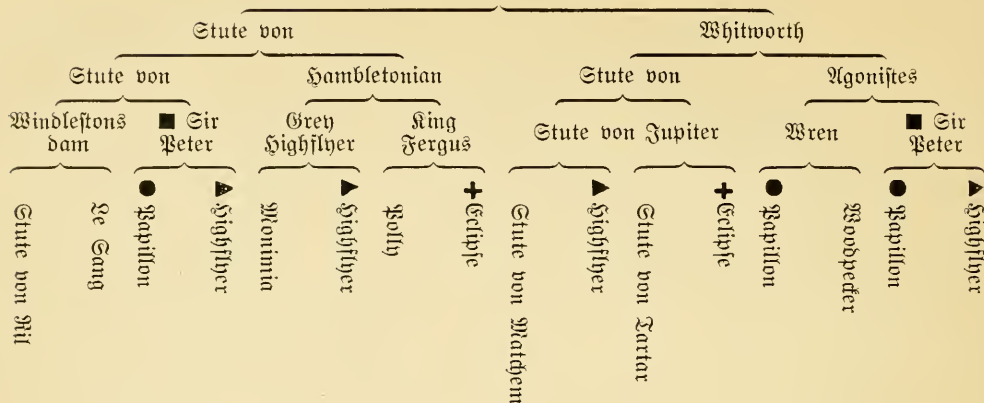 Stute von Whitworth
Stute von Hambletonian Stute von Agonistes
Windlestons dam ■ Sir Peter Grey Highflyer King Fergus Stute von Jupiter Wren ■ Sir Peter
Stute von Ril
Le Sang
● Papillon
▲ Highflyer
Monimia
▲ Highflyer
Polly
✚ Eclipse
Stute von Matchem
▲ Highflyer
Stute von Tartar
✚ Eclipse
● Papillon
Woodpecker
● Papillon
▲ Highflyer